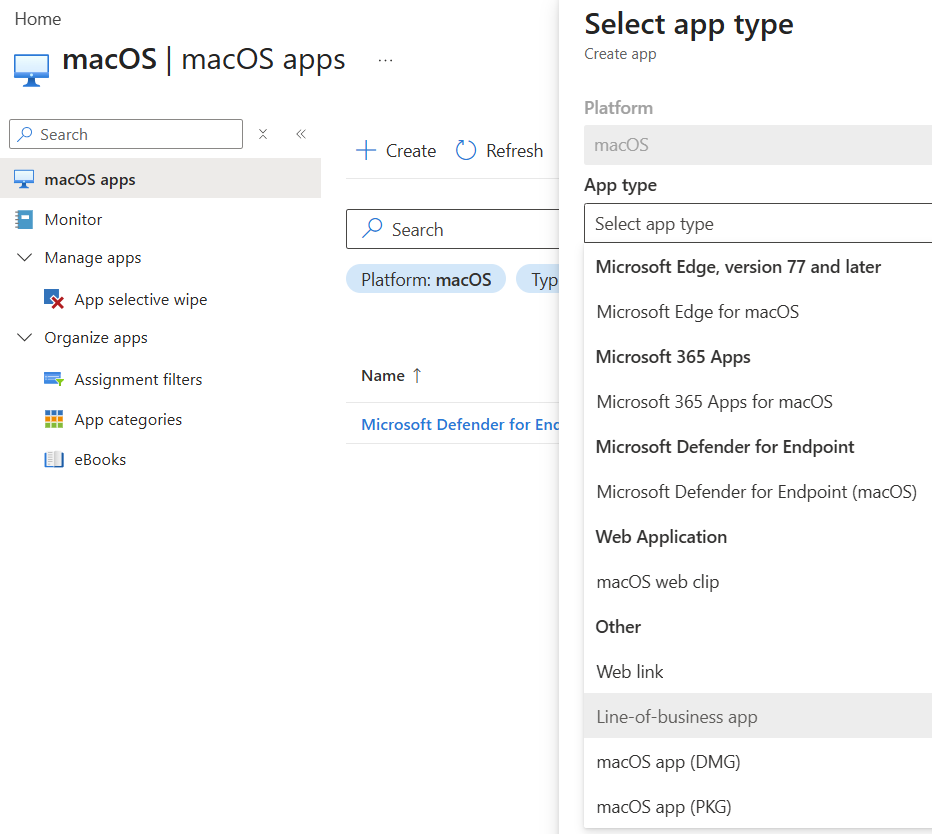 Home
macOS | macOS apps
...
Search
macOS apps
Monitor
Manage apps
App selective wipe
Organize apps
Assignment filters
App categories
eBooks
Create
Refresh
Search
Platform: macOS
Typ
Name ↑
Microsoft Defender for End
Select app type
Create app
Platform
macOS
App type
Select app type
Microsoft Edge, version 77 and later
Microsoft Edge for macOS
Microsoft 365 Apps
Microsoft 365 Apps for macOS
Microsoft Defender for Endpoint
Microsoft Defender for Endpoint (macOS)
Web Application
macOS web clip
Other
Web link
Line-of-business app
macOS app (DMG)
macOS app (PKG)